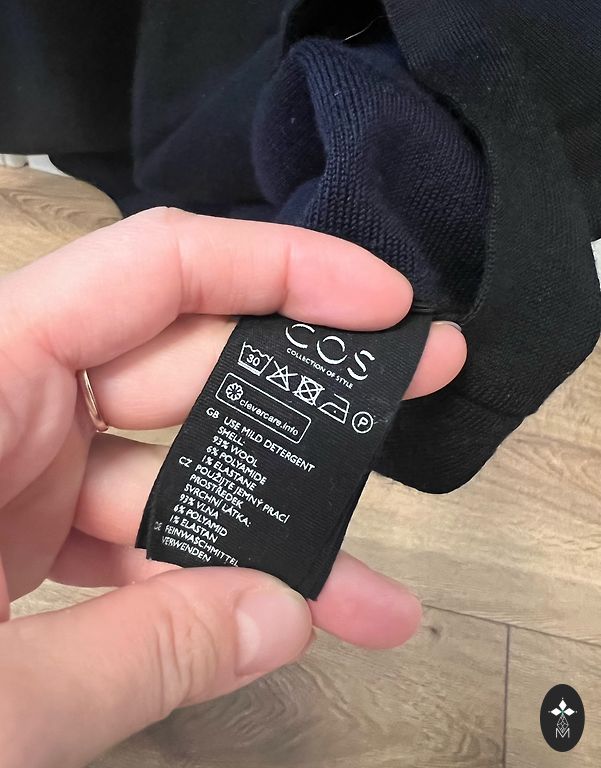 COS
COLLECTION OF STYLE
30
P
clevercare.info
GB USE MILD DETERGENT
SHELL:
93% WOOL
6% POLYAMIDE
1% ELASTANE
CZ POUŽIJTE JEMNÝ PRACÍ
PROSTŘEDEK
SVRCHNÍ LÁTKA:
93% VLNA
6% POLYAMID
1% ELASTAN
DE FEINWASCHMITTEL
VERWENDEN
M